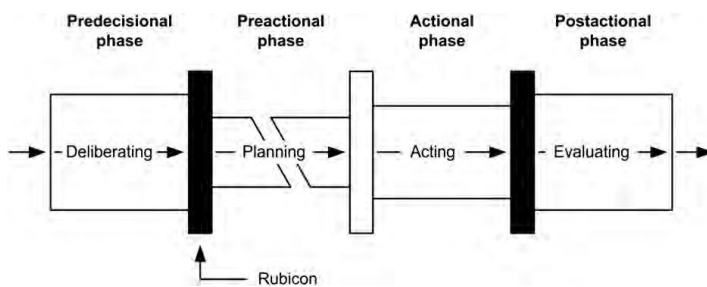 Predecisional
phase
Preactional
phase
Actional
phase
Postactional
phase
Deliberating
Planning
Acting
Evaluating
Rubicon